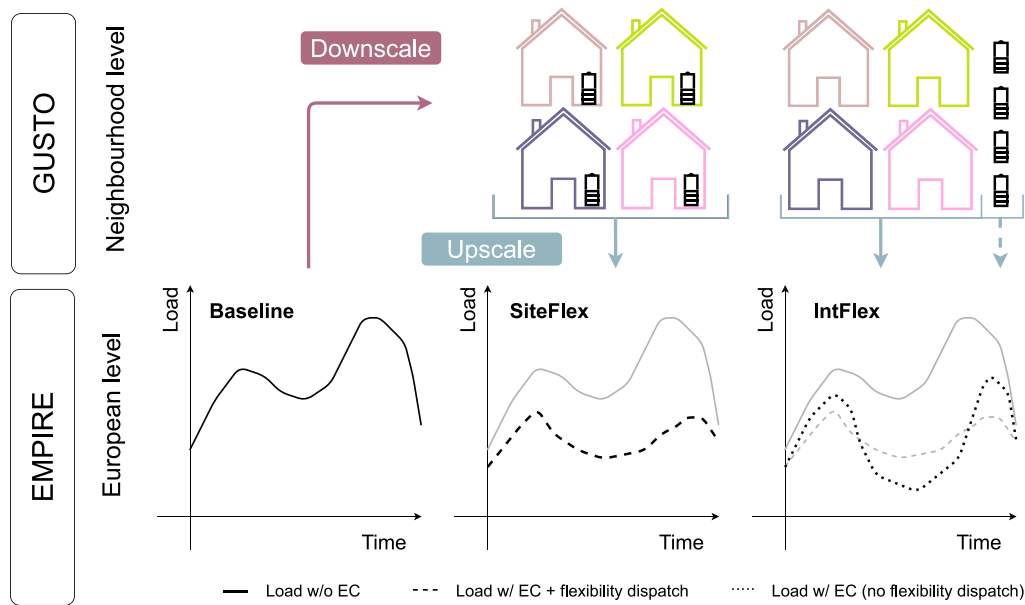 GUSTO
Neighbourhood level
Downscale
Upscale
EMPIRE
European level
Load
Baseline
Time
Load
SiteFlex
Time
Load
IntFlex
Time
Load w/o EC
Load w/ EC + flexibility dispatch
Load w/ EC (no flexibility dispatch)